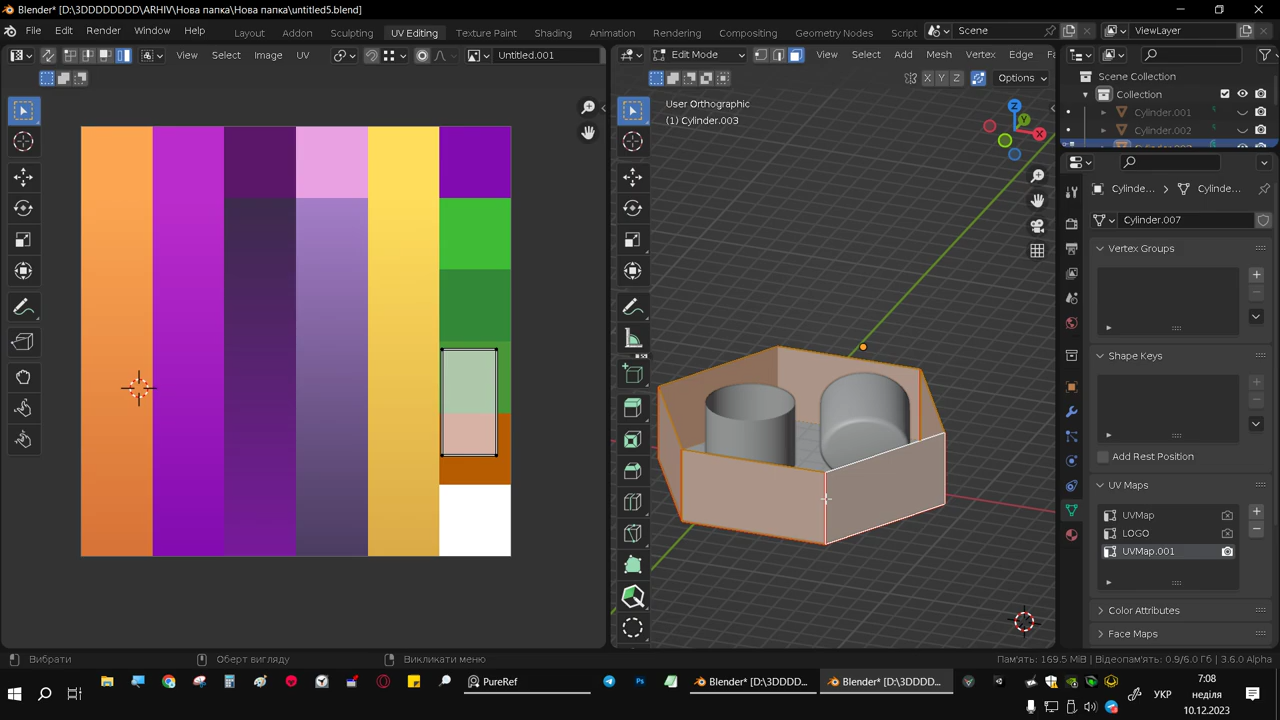 Blender* [D:\3DDDDDDDD\ARHIV\Нова папка\Нова папка\untitled5.blend]
File Edit Render Window Help Layout Addon Sculpting UV Editing Texture Paint Shading Animation Rendering Compositing Geometry Nodes Script Scene ViewLayer
View Select Image UV Untitled.001 Edit Mode View Select Add Mesh Vertex Edge
X Y Z Options
User Orthographic
(1) Cylinder.003
Z
Y
X
Scene Collection
Collection
Cylinder.001
Cylinder.002
Cylinde... Cylinde...
Cylinder.007
Vertex Groups
Shape Keys
Add Rest Position
UV Maps
UVMap
LOGO
UVMap.001
Color Attributes
Face Maps
Вибрати Оберт вигляду Викликати меню Пам'ять: 169.5 MiB | Відеопам'ять: 0.9/6.0 Гі | 3.6.0 Alpha
PureRef Ps Blender* [D:\3DDDD... Blender* [D:\3DDDD...
УКР
7:08
неділя
10.12.2023